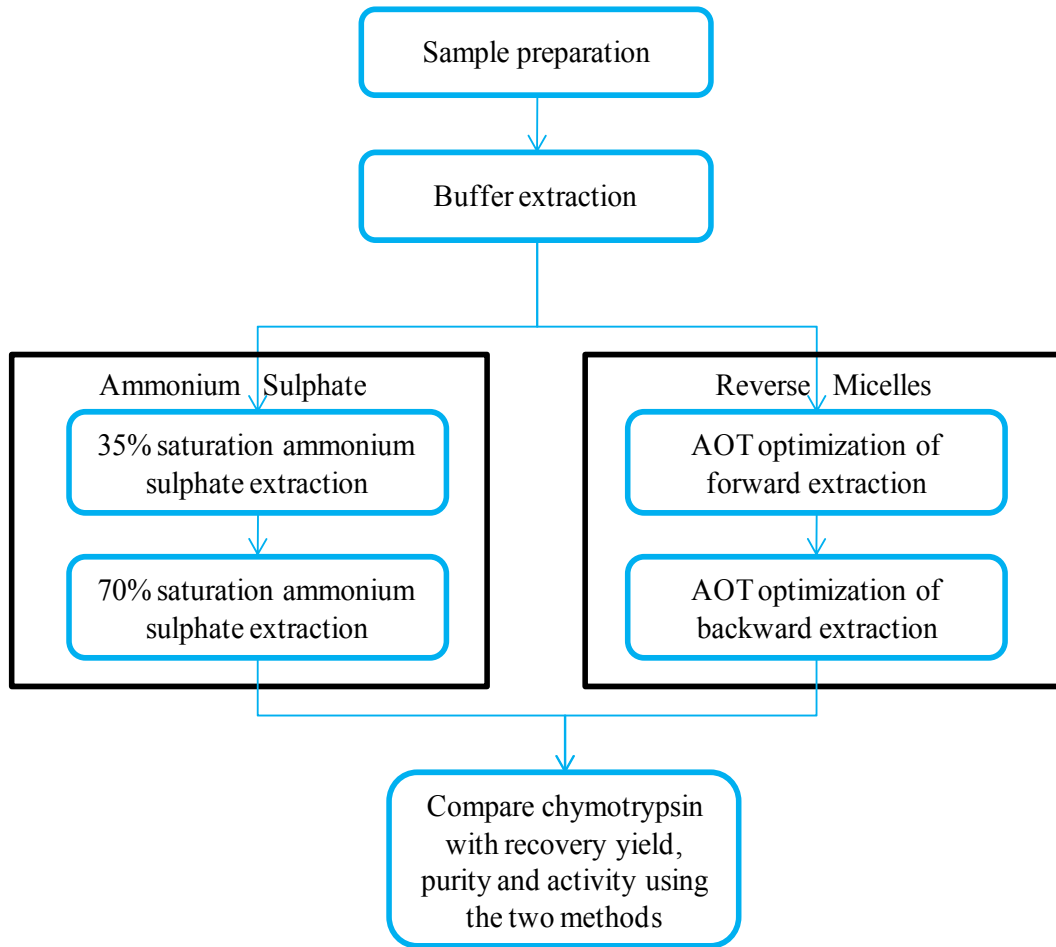 Sample preparation
Buffer extraction
Ammonium Sulphate
35% saturation ammonium
sulphate extraction
70% saturation ammonium
sulphate extraction
Reverse Micelles
AOT optimization of
forward extraction
AOT optimization of
backward extraction
Compare chymotrypsin
with recovery yield,
purity and activity using
the two methods